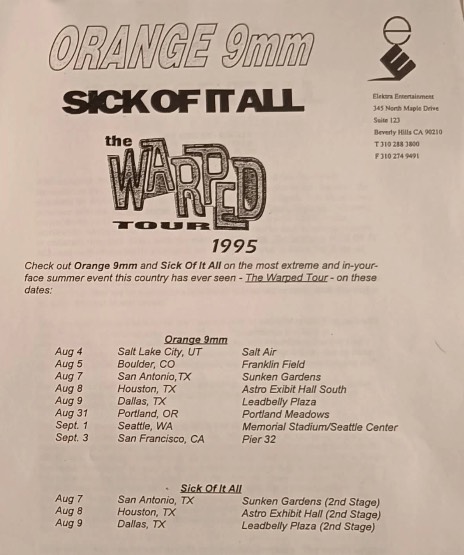 ORANGE 9mm
SICK OF IT ALL
the
WARPED
TOUR
1995
e
E
Elektra Entertainment
345 North Maple Drive
Suite 123
Beverly Hills CA 90210
T 310 288 3800
F 310 274 9491
Check out Orange 9mm and Sick Of It All on the most extreme and in-your-
face summer event this country has ever seen - The Warped Tour - on these
dates:
Orange 9mm
Aug 4 Salt Lake City, UT Salt Air
Aug 5 Boulder, CO Franklin Field
Aug 7 San Antonio,TX Sunken Gardens
Aug 8 Houston, TX Astro Exibit Hall South
Aug 9 Dallas, TX Leadbelly Plaza
Aug 31 Portland, OR Portland Meadows
Sept. 1 Seattle, WA Memorial Stadium/Seattle Center
Sept. 3 San Francisco, CA Pier 32
Sick Of It All
Aug 7 San Antonio, TX Sunken Gardens (2nd Stage)
Aug 8 Houston, TX Astro Exhibit Hall (2nd Stage)
Aug 9 Dallas, TX Leadbelly Plaza (2nd Stage)